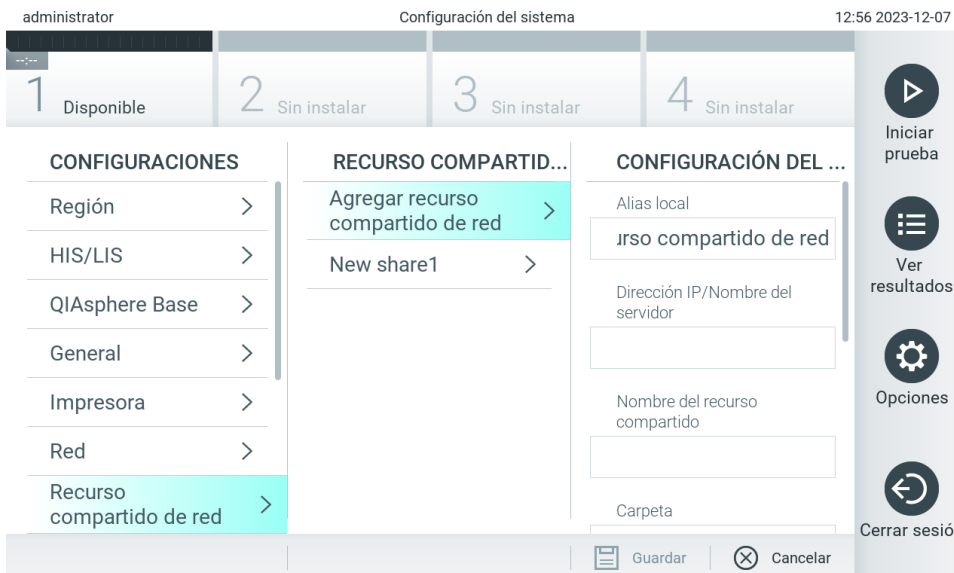 administrator
Configuración del sistema
12:56 2023-12-07
--:--
1 Disponible
2 Sin instalar
3 Sin instalar
4 Sin instalar
CONFIGURACIONES
Región
HIS/LIS
QIAsphere Base
General
Impresora
Red
Recurso
compartido de red
RECURSO COMPARTID...
Agregar recurso
compartido de red
New share1
CONFIGURACIÓN DEL ...
Alias local
urso compartido de red
Dirección IP/Nombre del
servidor
Nombre del recurso
compartido
Carpeta
Guardar
Cancelar
Iniciar
prueba
Ver
resultados
Opciones
Cerrar sesió